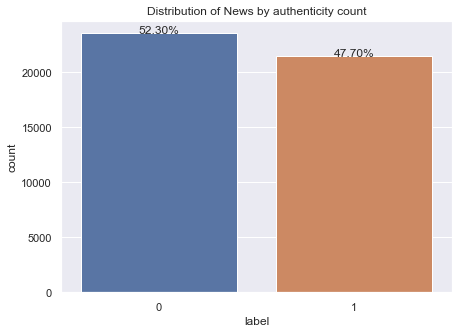 Distribution of News by authenticity count
52.30%
47.70%
20000
15000
10000
5000
0
count
0 1
label